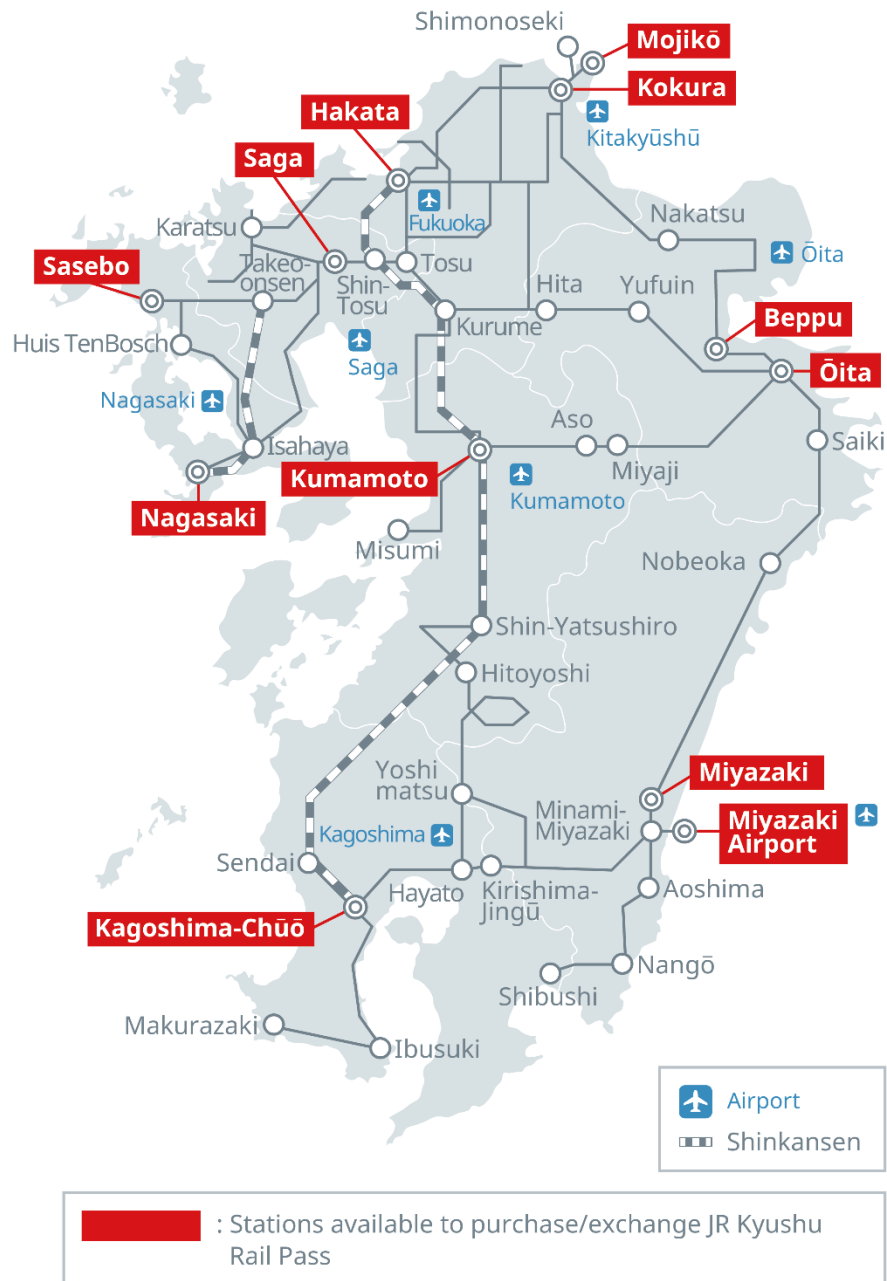 Shimonoseki
Mojikō
Kokura
Kitakyūshū
Hakata
Saga
Fukuoka
Karatsu
Nakatsu
Ōita
Sasebo
Takeo-
onsen
Shin-
Tosu
Tosu
Hita
Yufuin
Kurume
Beppu
Huis TenBosch
Saga
Ōita
Nagasaki
Aso
Saiki
Isahaya
Miyaji
Kumamoto
Kumamoto
Nagasaki
Misumi
Nobeoka
Shin-Yatsushiro
Hitoyoshi
Yoshi
matsu
Miyazaki
Minami-
Miyazaki
Miyazaki
Airport
Kagoshima
Sendai
Hayato
Kirishima-
Jingū
Aoshima
Kagoshima-Chūō
Nangō
Shibushi
Makurazaki
Ibusuki
Airport
Shinkansen
: Stations available to purchase/exchange JR Kyushu
Rail Pass